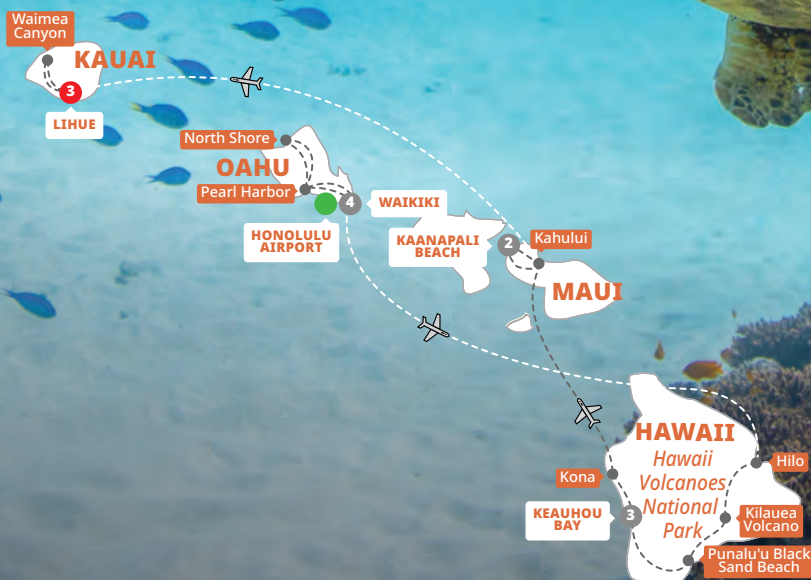 Waimea
Canyon
KAUAI
3
LIHUE
North Shore
OAHU
Pearl Harbor
4
WAIKIKI
HONOLULU
AIRPORT
KAANAPALI
BEACH
2
Kahului
MAUI
HAWAII
Hawaii
Volcanoes
National
Park
Hilo
Kona
KEAUHOU
BAY
3
Kilauea
Volcano
Punalu'u Black
Sand Beach